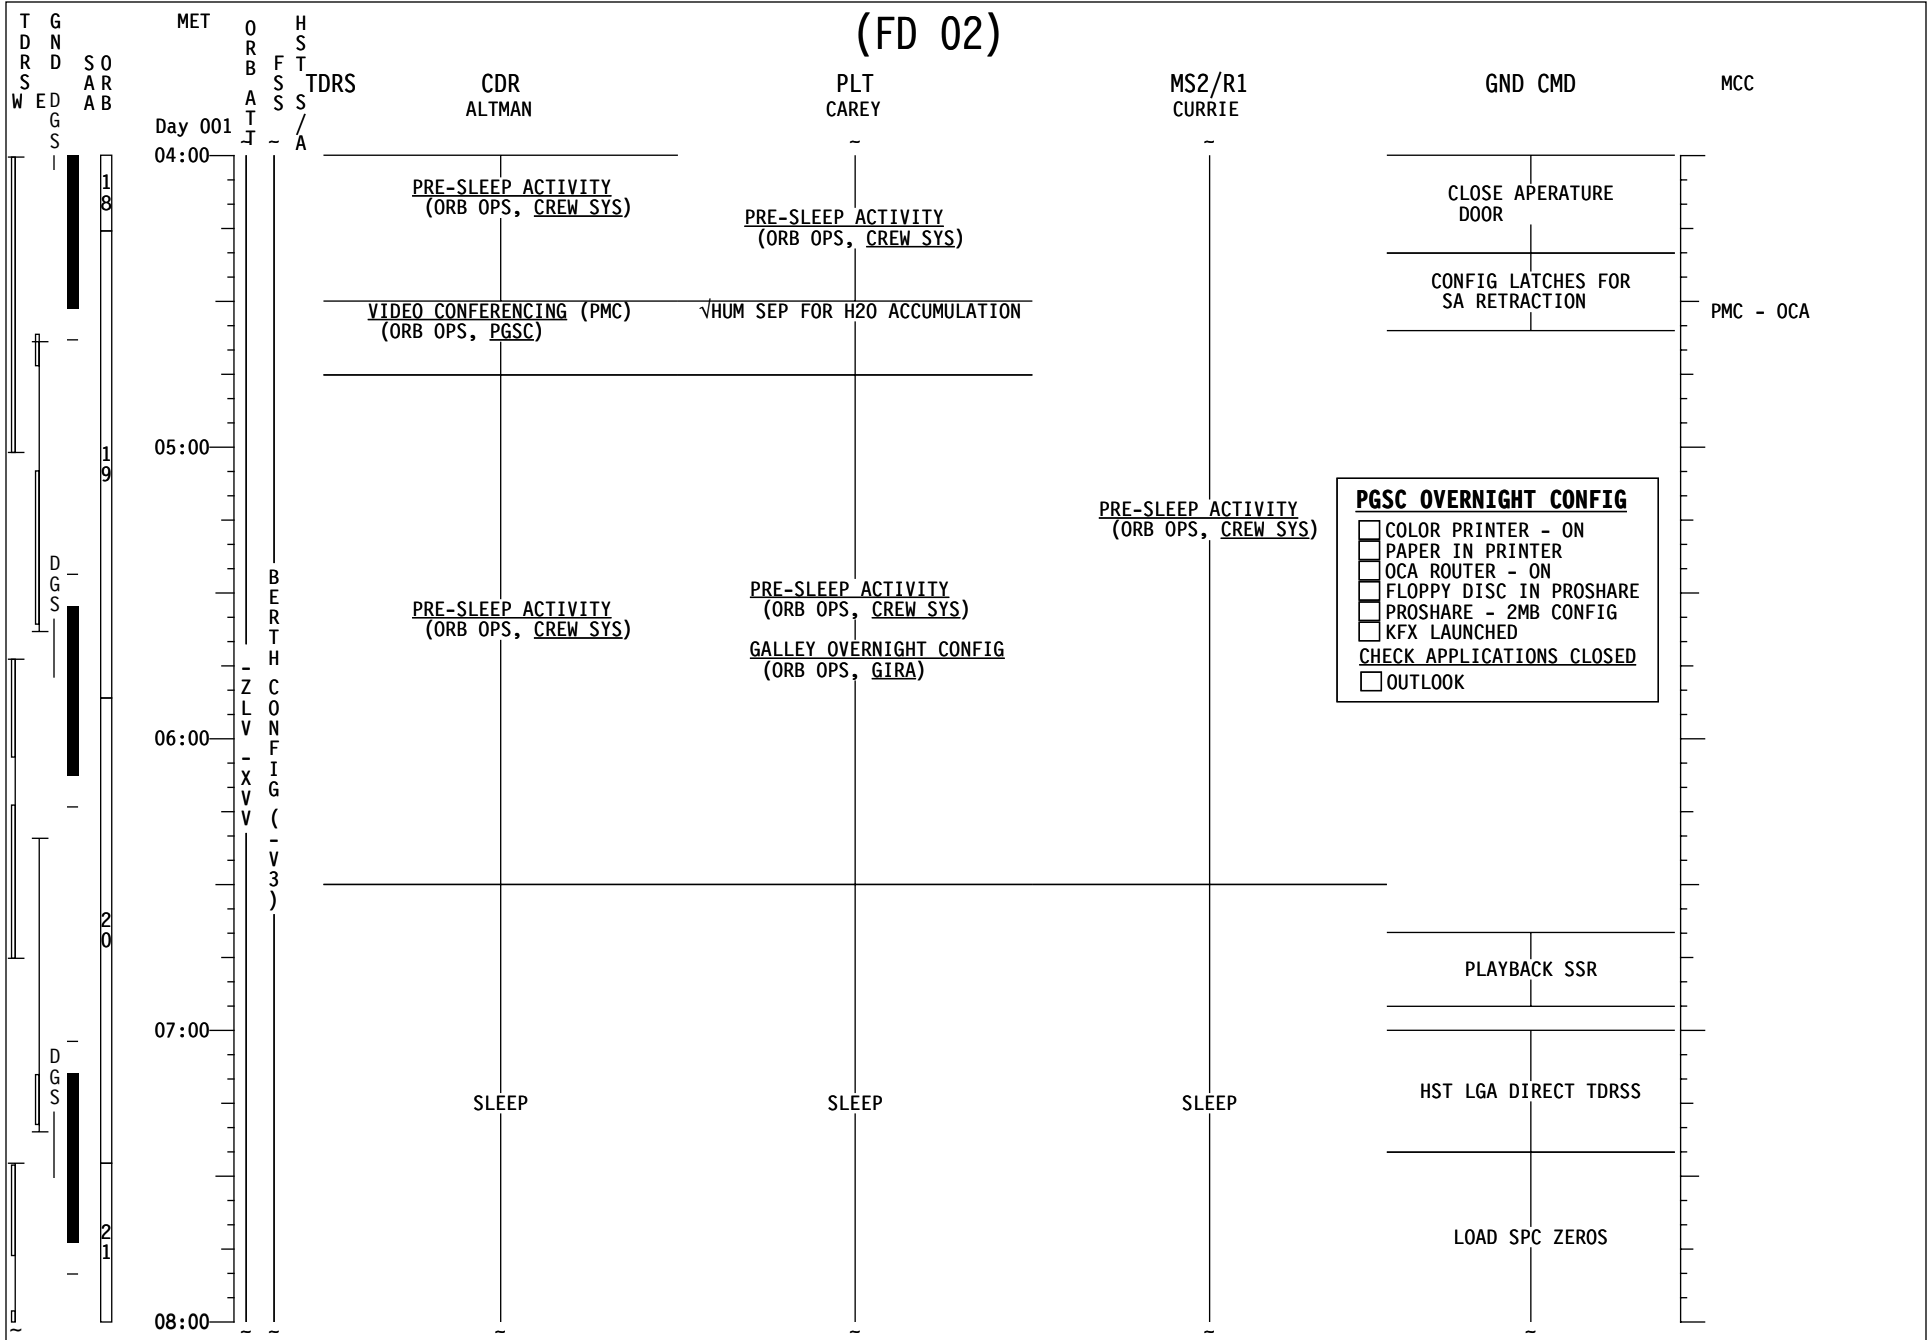 (FD 02)
TDRS W E
GND DGS
SAA
ORB
MET
ORB ATT
FSS
HST S/A
TDRS
CDR
ALTMAN
PLT
CAREY
MS2/R1
CURRIE
GND CMD
MCC
Day 001
~ ~ ~ ~
04:00
18
PRE-SLEEP ACTIVITY
(ORB OPS, CREW SYS)
PRE-SLEEP ACTIVITY
(ORB OPS, CREW SYS)
CLOSE APERATURE
DOOR
CONFIG LATCHES FOR
SA RETRACTION
VIDEO CONFERENCING (PMC)
(ORB OPS, PGSC)
√HUM SEP FOR H2O ACCUMULATION
PMC - OCA
05:00
19
PRE-SLEEP ACTIVITY
(ORB OPS, CREW SYS)
PGSC OVERNIGHT CONFIG
COLOR PRINTER - ON
PAPER IN PRINTER
OCA ROUTER - ON
FLOPPY DISC IN PROSHARE
PROSHARE - 2MB CONFIG
KFX LAUNCHED
CHECK APPLICATIONS CLOSED
OUTLOOK
DGS
BERTH CONFIG (-V3)
-ZLV -XVV
PRE-SLEEP ACTIVITY
(ORB OPS, CREW SYS)
PRE-SLEEP ACTIVITY
(ORB OPS, CREW SYS)
GALLEY OVERNIGHT CONFIG
(ORB OPS, GIRA)
06:00
20
PLAYBACK SSR
07:00
DGS
SLEEP
SLEEP
SLEEP
HST LGA DIRECT TDRSS
21
LOAD SPC ZEROS
08:00
~ ~ ~ ~ ~ ~ ~